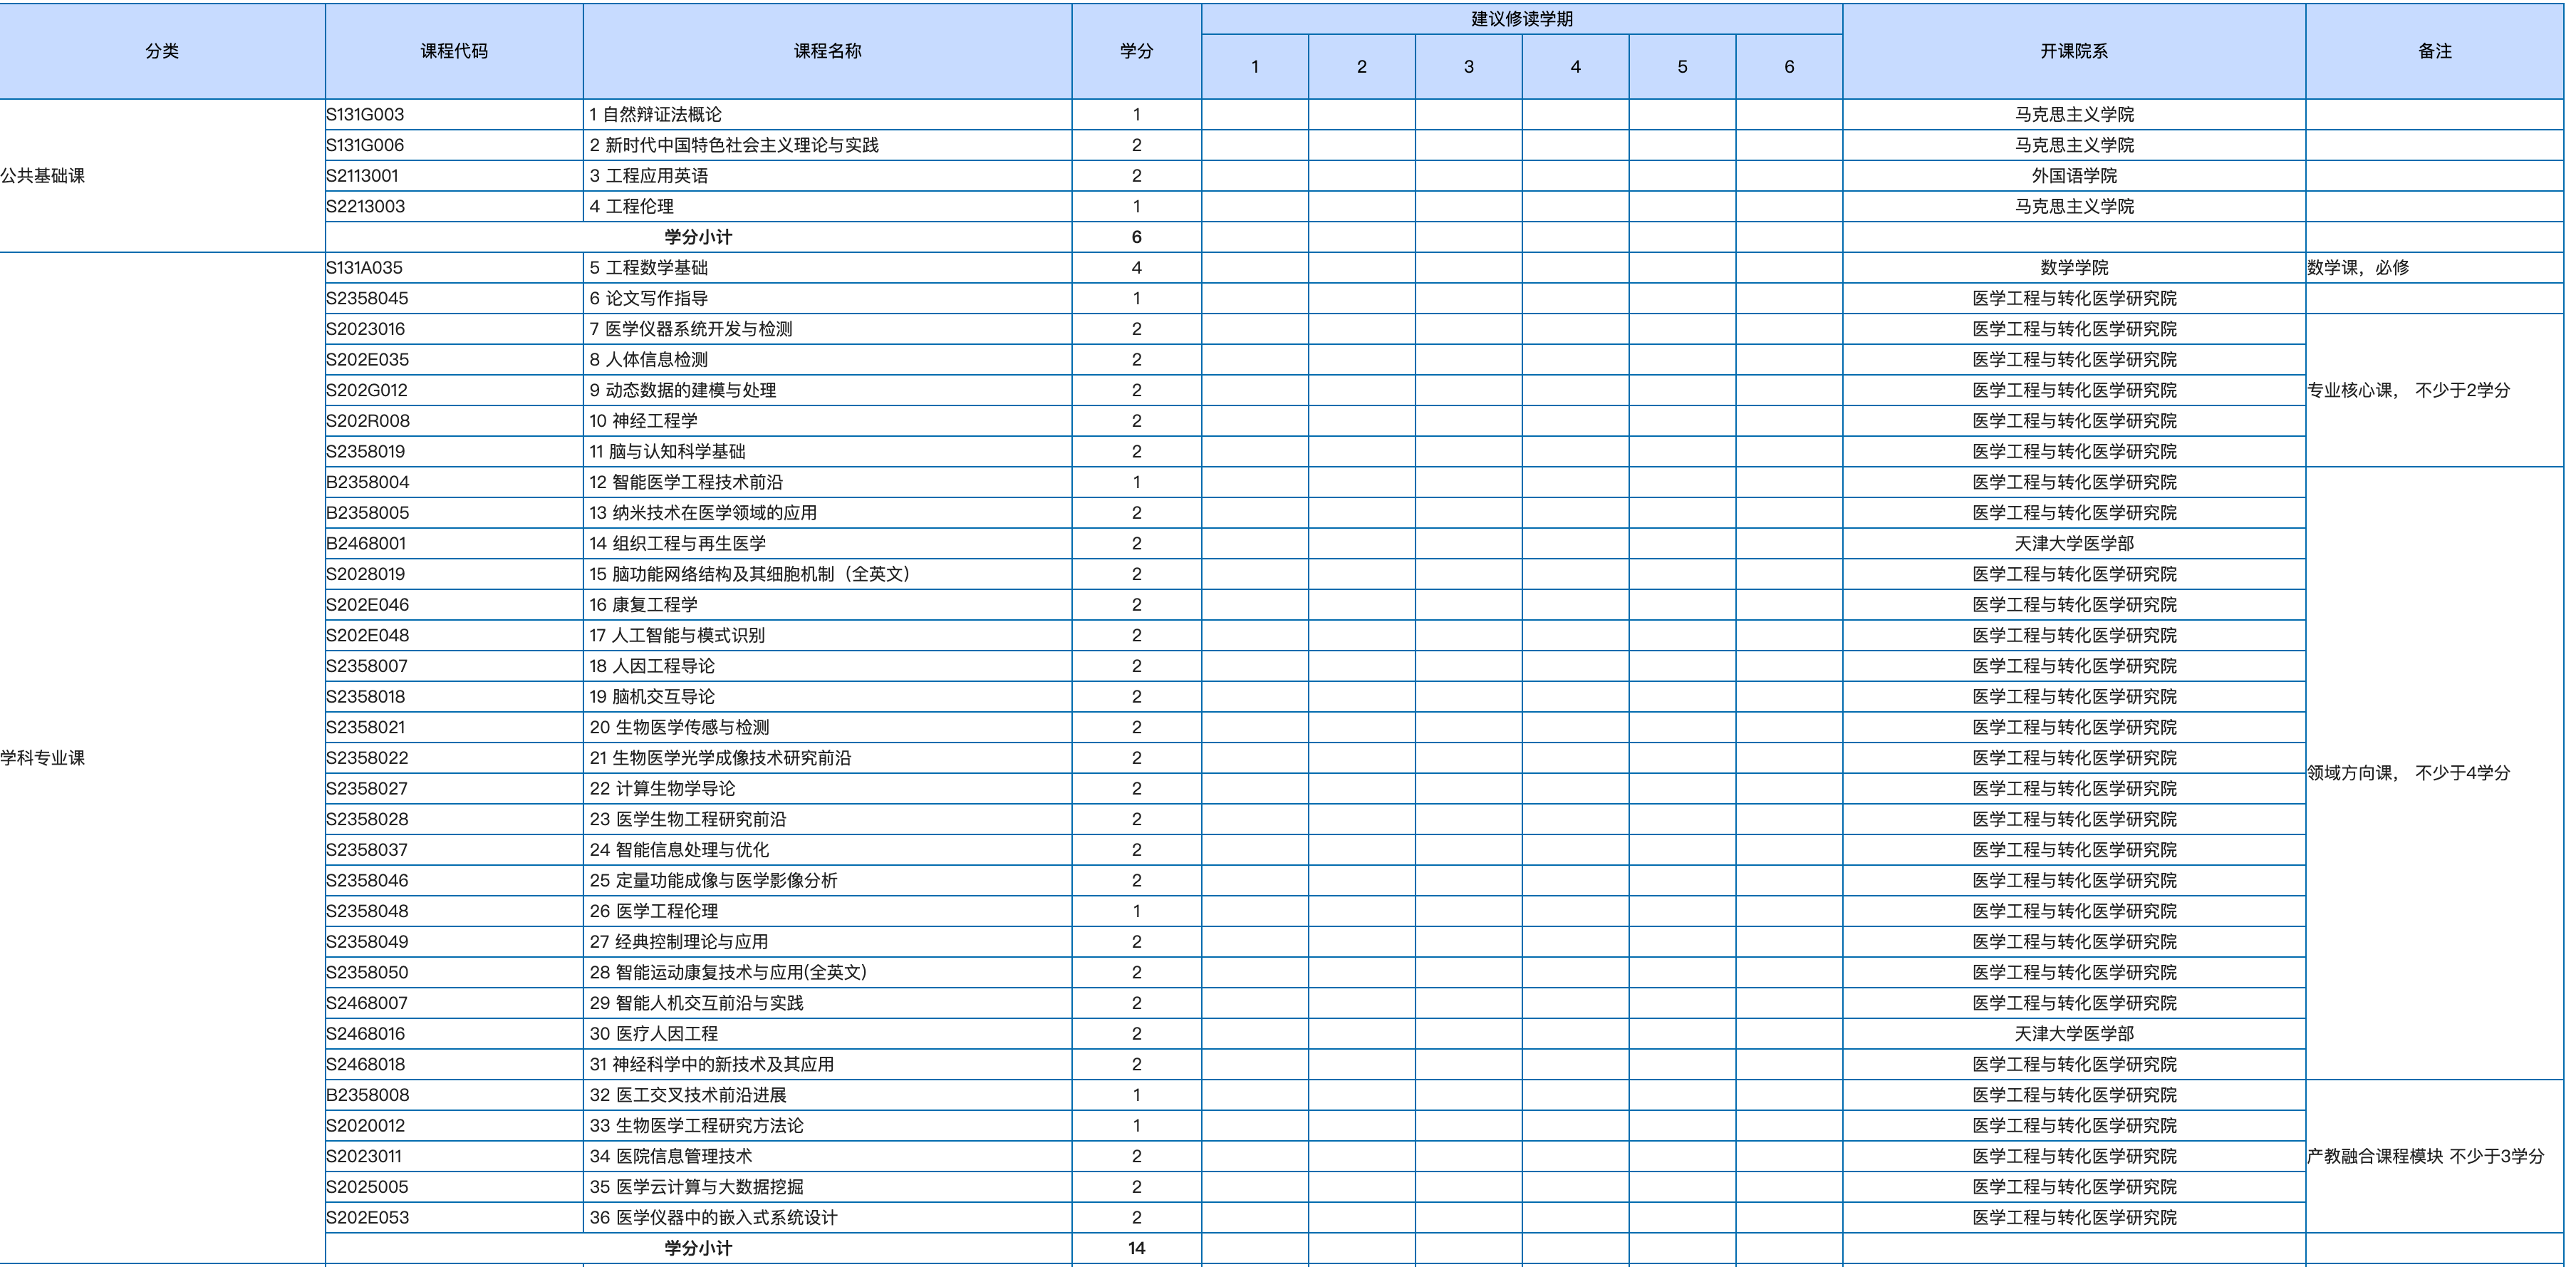 分类 课程代码 课程名称 学分 建议修读学期 开课院系 备注
1 2 3 4 5 6
公共基础课
S131G003 1 自然辩证法概论 1 马克思主义学院
S131G006 2 新时代中国特色社会主义理论与实践 2 马克思主义学院
S2113001 3 工程应用英语 2 外国语学院
S2213003 4 工程伦理 1 马克思主义学院
学分小计 6
学科专业课
S131A035 5 工程数学基础 4 数学学院 数学课，必修
S2358045 6 论文写作指导 1 医学工程与转化医学研究院
S2023016 7 医学仪器系统开发与检测 2 医学工程与转化医学研究院
S202E035 8 人体信息检测 2 医学工程与转化医学研究院
S202G012 9 动态数据的建模与处理 2 医学工程与转化医学研究院 专业核心课， 不少于2学分
S202R008 10 神经工程学 2 医学工程与转化医学研究院
S2358019 11 脑与认知科学基础 2 医学工程与转化医学研究院
B2358004 12 智能医学工程技术前沿 1 医学工程与转化医学研究院
B2358005 13 纳米技术在医学领域的应用 2 医学工程与转化医学研究院
B2468001 14 组织工程与再生医学 2 天津大学医学部
S2028019 15 脑功能网络结构及其细胞机制（全英文） 2 医学工程与转化医学研究院
S202E046 16 康复工程学 2 医学工程与转化医学研究院
S202E048 17 人工智能与模式识别 2 医学工程与转化医学研究院
S2358007 18 人因工程导论 2 医学工程与转化医学研究院
S2358018 19 脑机交互导论 2 医学工程与转化医学研究院
S2358021 20 生物医学传感与检测 2 医学工程与转化医学研究院
S2358022 21 生物医学光学成像技术研究前沿 2 医学工程与转化医学研究院
领域方向课， 不少于4学分
S2358027 22 计算生物学导论 2 医学工程与转化医学研究院
S2358028 23 医学生物工程研究前沿 2 医学工程与转化医学研究院
S2358037 24 智能信息处理与优化 2 医学工程与转化医学研究院
S2358046 25 定量功能成像与医学影像分析 2 医学工程与转化医学研究院
S2358048 26 医学工程伦理 1 医学工程与转化医学研究院
S2358049 27 经典控制理论与应用 2 医学工程与转化医学研究院
S2358050 28 智能运动康复技术与应用(全英文) 2 医学工程与转化医学研究院
S2468007 29 智能人机交互前沿与实践 2 医学工程与转化医学研究院
S2468016 30 医疗人因工程 2 天津大学医学部
S2468018 31 神经科学中的新技术及其应用 2 医学工程与转化医学研究院
B2358008 32 医工交叉技术前沿进展 1 医学工程与转化医学研究院
S2020012 33 生物医学工程研究方法论 1 医学工程与转化医学研究院
S2023011 34 医院信息管理技术 2 医学工程与转化医学研究院 产教融合课程模块 不少于3学分
S2025005 35 医学云计算与大数据挖掘 2 医学工程与转化医学研究院
S202E053 36 医学仪器中的嵌入式系统设计 2 医学工程与转化医学研究院
学分小计 14